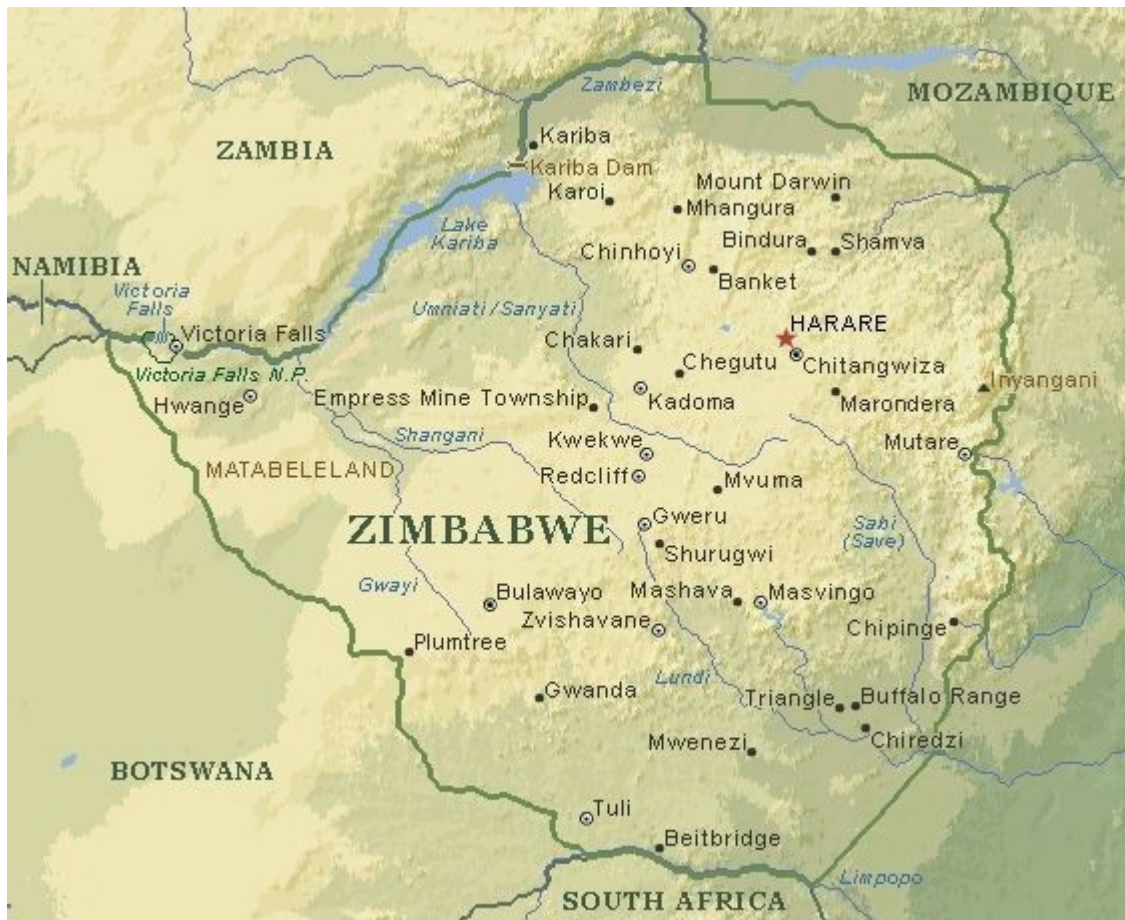 Zambezi
MOZAMBIQUE
ZAMBIA
Kariba
Kariba Dam
Karoi
Mount Darwin
Mhangura
Lake
Kariba
Chinhoyi
Bindura
Shamva
Banket
NAMIBIA
Victoria
Falls
Umniati/Sanyati
Victoria Falls
HARARE
Chakari
Chegutu
Chitangwiza
Victoria Falls N.P.
Inyangani
Hwange
Empress Mine Township
Kadoma
Marondera
Shangani
Kwekwe
Mutare
MATABELELAND
Redcliff
Mvuma
ZIMBABWE
Gweru
Sabi
(Save)
Shurugwi
Gwayi
Bulawayo
Mashava
Masvingo
Zvishavane
Chipinge
Plumtree
Lundi
Gwanda
Triangle
Buffalo Range
Mwenezi
Chiredzi
BOTSWANA
Tuli
Beitbridge
Limpopo
SOUTH AFRICA